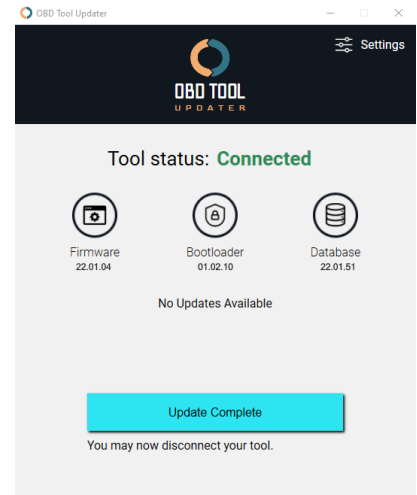 OBD Tool Updater
Settings
OBD TOOL
UPDATER
Tool status: Connected
Firmware
22.01.04
Bootloader
01.02.10
Database
22.01.51
No Updates Available
Update Complete
You may now disconnect your tool.